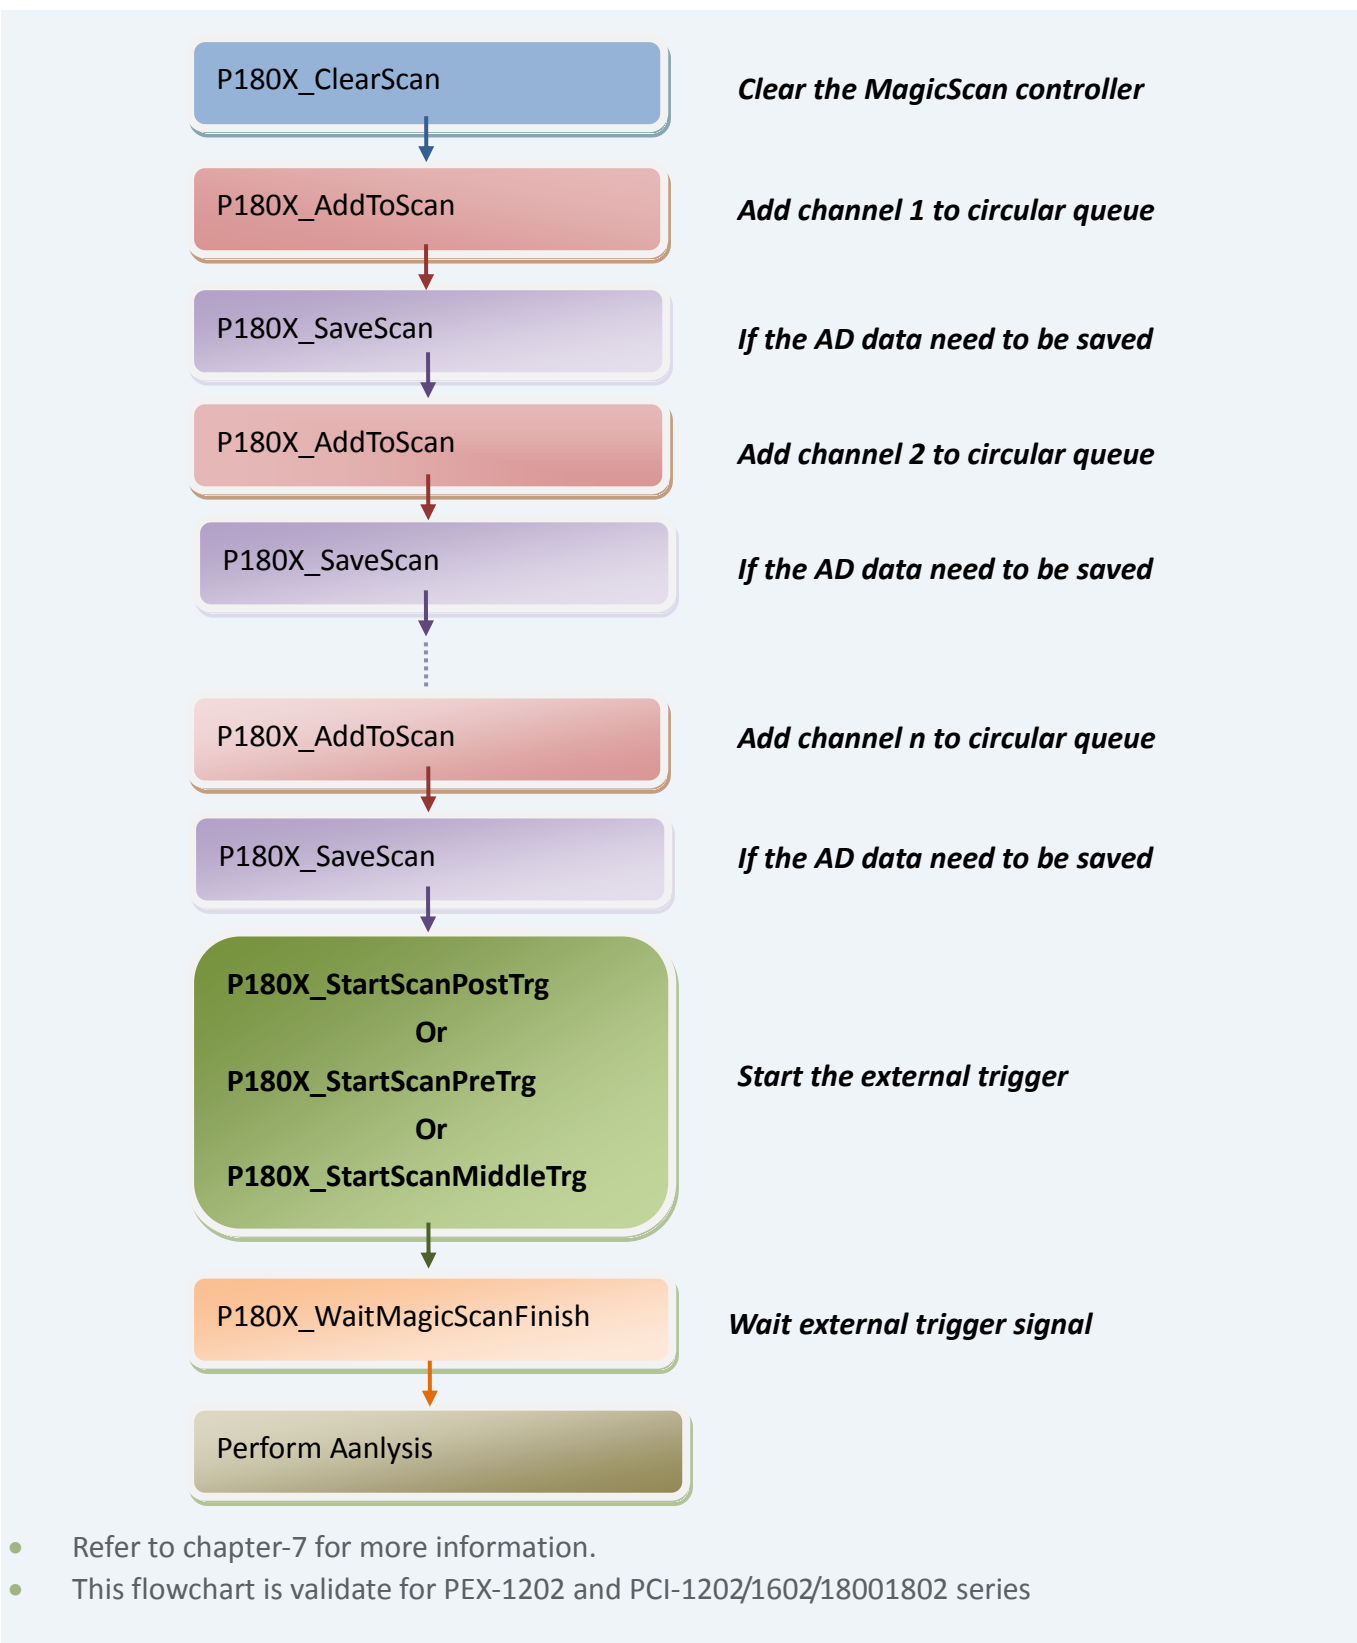 P180X_ClearScan
Clear the MagicScan controller
P180X_AddToScan
Add channel 1 to circular queue
P180X_SaveScan
If the AD data need to be saved
P180X_AddToScan
Add channel 2 to circular queue
P180X_SaveScan
If the AD data need to be saved
P180X_AddToScan
Add channel n to circular queue
P180X_SaveScan
If the AD data need to be saved
P180X_StartScanPostTrg
Or
P180X_StartScanPreTrg
Or
P180X_StartScanMiddleTrg
Start the external trigger
P180X_WaitMagicScanFinish
Wait external trigger signal
Perform Aanlysis
• Refer to chapter-7 for more information.
• This flowchart is validate for PEX-1202 and PCI-1202/1602/18001802 series